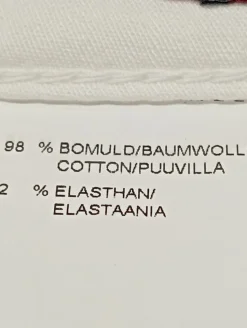 98 % BOMULD/BAUMWOLL
COTTON/PUUVILLA
2 % ELASTHAN/
ELASTAANIA